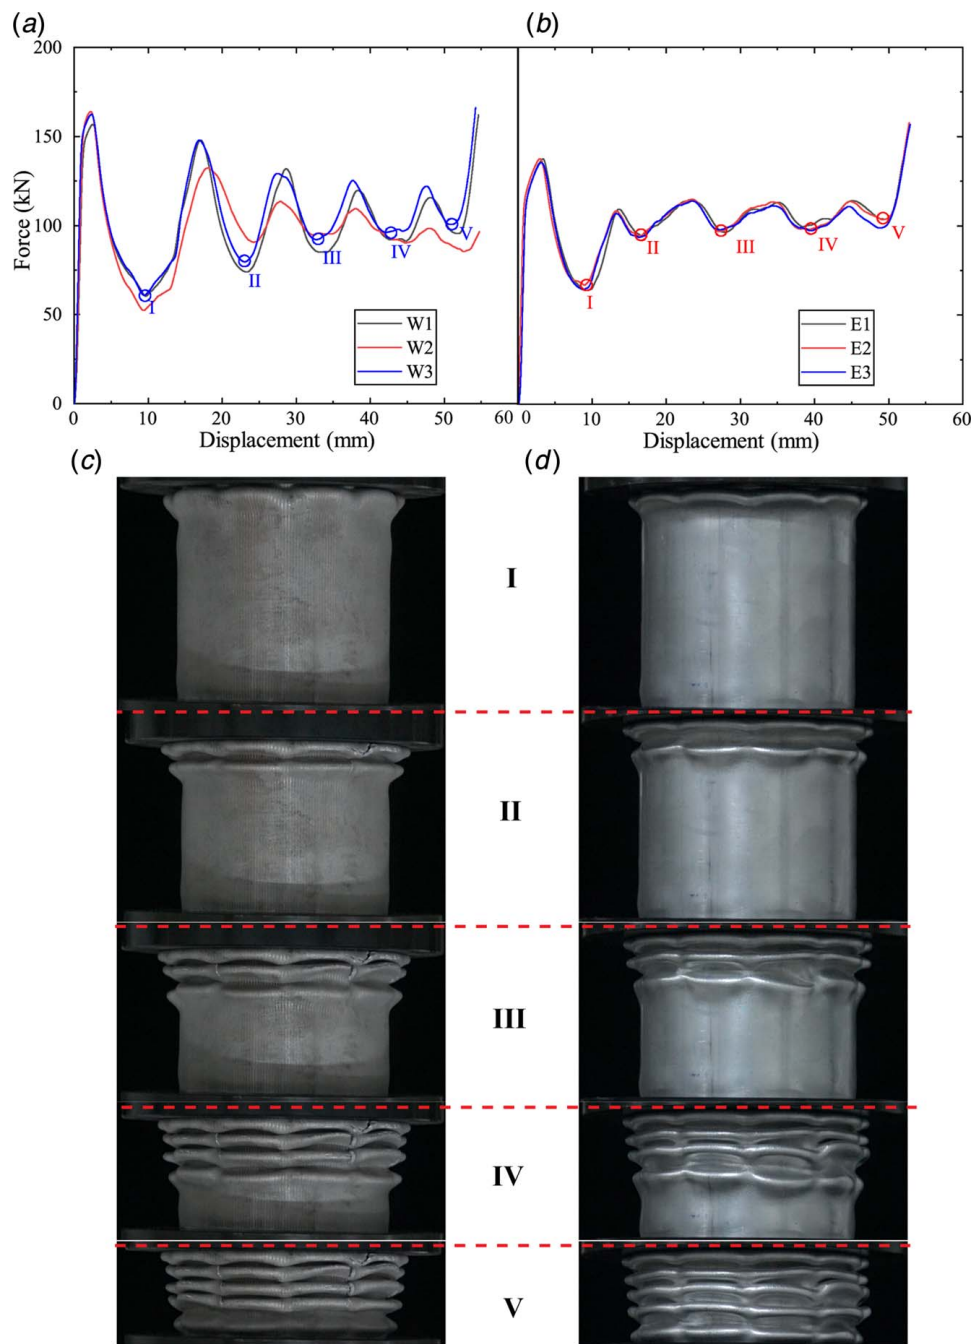 (a)
(b)
200
150
100
50
0
Force (kN)
I
II
III
IV
V
W1
W2
W3
0 10 20 30 40 50 60
Displacement (mm)
I
II
III
IV
V
E1
E2
E3
0 10 20 30 40 50 60
Displacement (mm)
(c)
(d)
I
II
III
IV
V